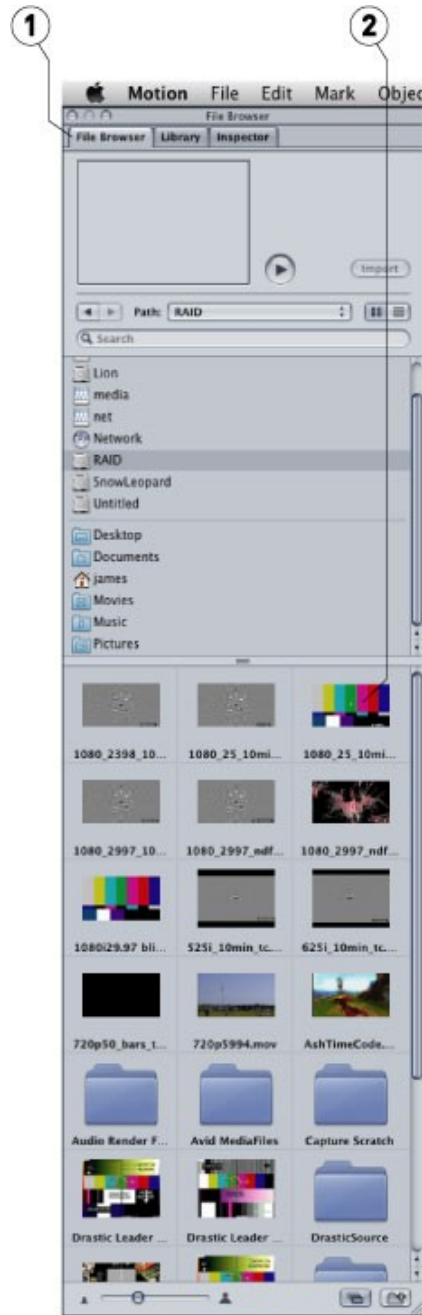 1 2
Motion File Edit Mark Objec
File Browser
File Browser Library Inspector
Import
Path: RAID
Search
Lion
media
net
Network
RAID
SnowLeopard
Untitled
Desktop
Documents
james
Movies
Music
Pictures
1080_2398_10... 1080_25_10mi... 1080_25_10mi...
1080_2997_10... 1080_2997_ndf... 1080_2997_ndf...
1080i29.97 bli... 525i_10min_tc.... 625i_10min_tc....
720p50_bars_t... 720p5994.mov AshTimeCode....
Audio Render F... Avid MediaFiles Capture Scratch
Drastic Leader ... Drastic Leader ... DrasticSource